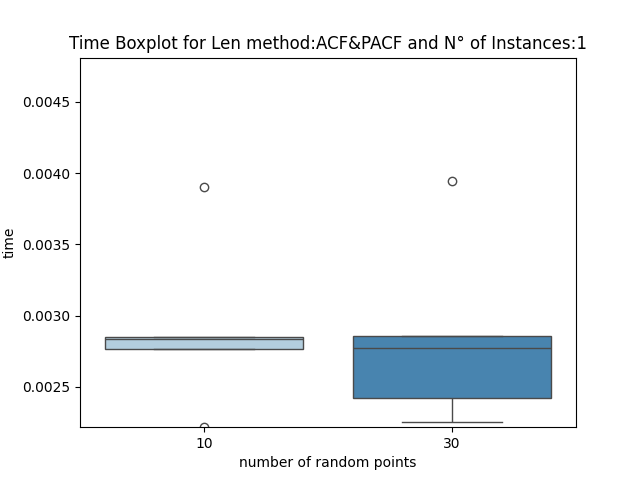 Time Boxplot for Len method:ACF&PACF and N° of Instances:1
0.0045
0.0040
0.0035
0.0030
0.0025
time
10
30
number of random points